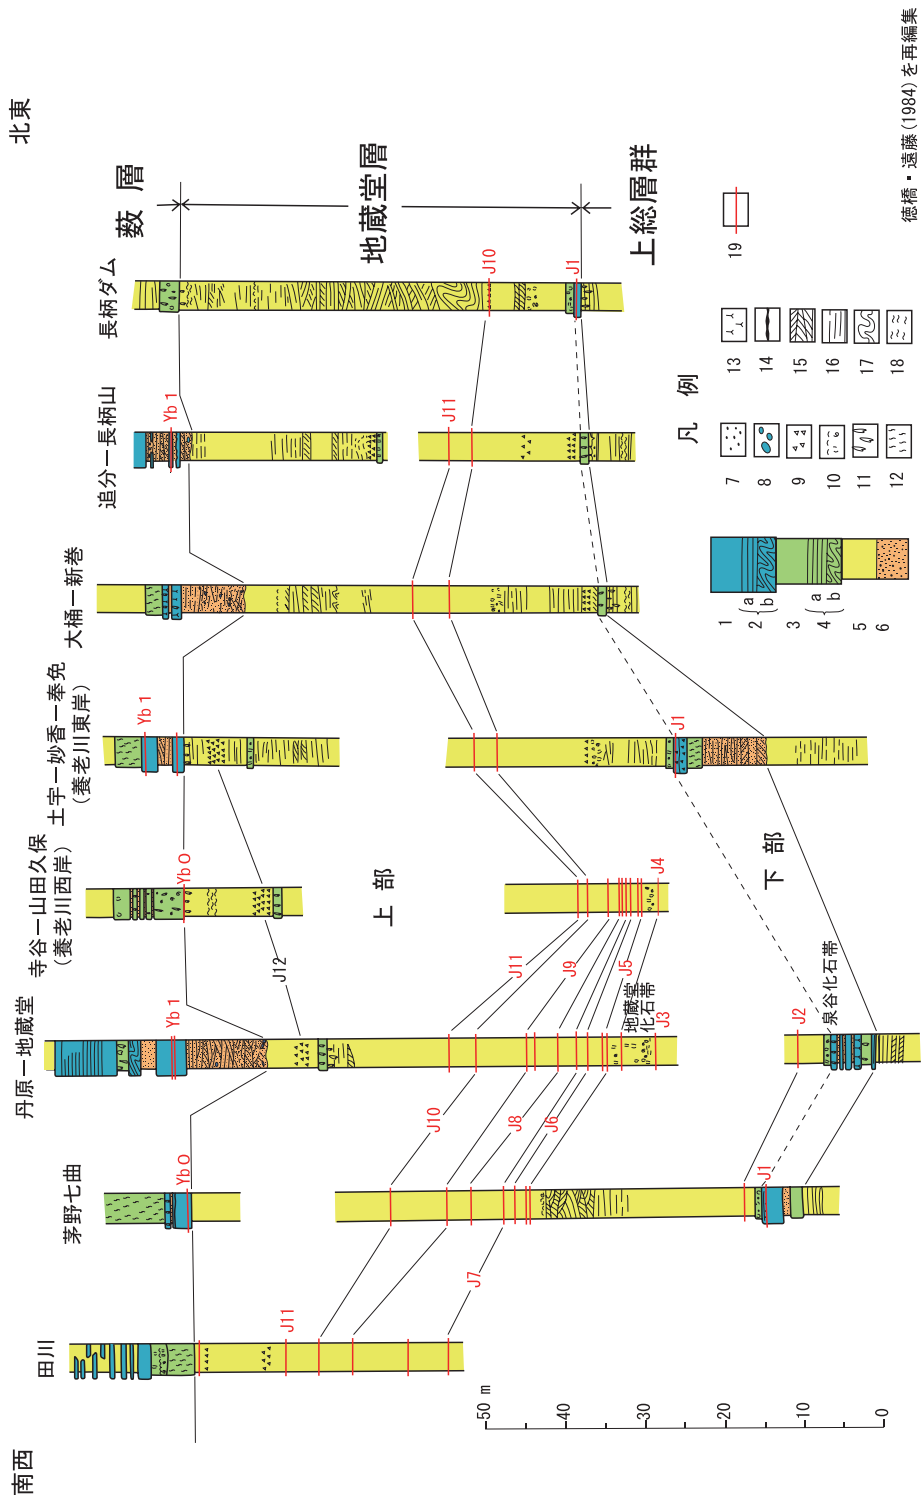 南西
北東
田川
茅野七曲
丹原ー地蔵堂
寺谷ー山田久保
(養老川西岸)
土宇ー妙香ー奉免
(養老川東岸)
大桶ー新巻
追分ー長柄山
長柄ダム
薮 層
地蔵堂層
上総層群
上 部
下 部
Yb 0
Yb 1
Yb 0
Yb 1
Yb 1
J11
J7
J10
J8
J6
J1
J12
J11
J9
J5
J4
地蔵堂
化石帯
J3
J2
泉谷化石帯
J1
J11
J10
J1
50 m
40
30
20
10
0
凡 例
1
2
a
b
3
4
a
b
5
6
7
8
9
10
11
12
13
14
15
16
17
18
19
徳橋・遠藤(1984)を再編集